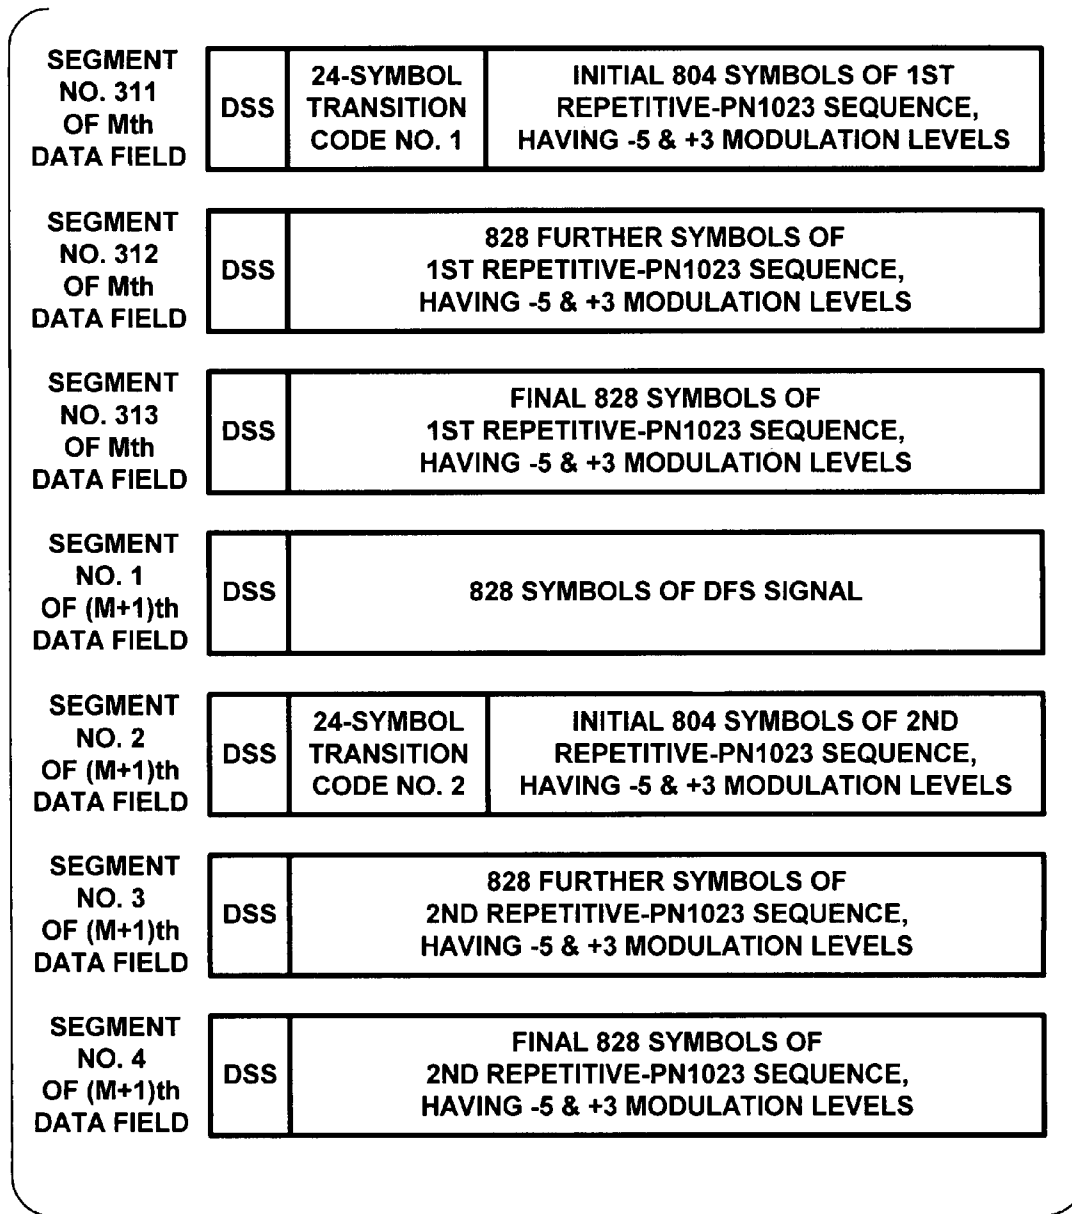 SEGMENT
NO. 311
OF Mth
DATA FIELD
DSS
24-SYMBOL
TRANSITION
CODE NO. 1
INITIAL 804 SYMBOLS OF 1ST
REPETITIVE-PN1023 SEQUENCE,
HAVING -5 & +3 MODULATION LEVELS
SEGMENT
NO. 312
OF Mth
DATA FIELD
DSS
828 FURTHER SYMBOLS OF
1ST REPETITIVE-PN1023 SEQUENCE,
HAVING -5 & +3 MODULATION LEVELS
SEGMENT
NO. 313
OF Mth
DATA FIELD
DSS
FINAL 828 SYMBOLS OF
1ST REPETITIVE-PN1023 SEQUENCE,
HAVING -5 & +3 MODULATION LEVELS
SEGMENT
NO. 1
OF (M+1)th
DATA FIELD
DSS
828 SYMBOLS OF DFS SIGNAL
SEGMENT
NO. 2
OF (M+1)th
DATA FIELD
DSS
24-SYMBOL
TRANSITION
CODE NO. 2
INITIAL 804 SYMBOLS OF 2ND
REPETITIVE-PN1023 SEQUENCE,
HAVING -5 & +3 MODULATION LEVELS
SEGMENT
NO. 3
OF (M+1)th
DATA FIELD
DSS
828 FURTHER SYMBOLS OF
2ND REPETITIVE-PN1023 SEQUENCE,
HAVING -5 & +3 MODULATION LEVELS
SEGMENT
NO. 4
OF (M+1)th
DATA FIELD
DSS
FINAL 828 SYMBOLS OF
2ND REPETITIVE-PN1023 SEQUENCE,
HAVING -5 & +3 MODULATION LEVELS